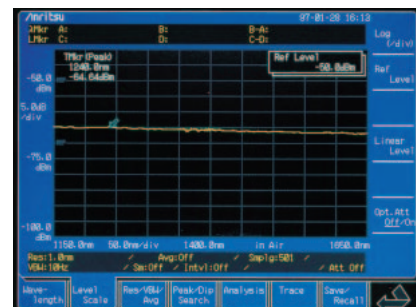 Anritsu 07-01-28 16:13
λMkr A: B: B-A:
LMkr C: D: C-D:
Log
(/div)
TMkr(Peak)
1240.0nm
-64.64dBm
Ref Level
-50.0dBm
Ref
Level
-50.0
dBm
5.0dB
/div
Linear
Level
-75.0
dBm
Opt.Att
Off/On
-100.0
dBm
1150.0nm 50.0nm/div 1400.0nm in Air 1650.0nm
Res:1.0nm / Avg:Off / Smplg:501 /
VBW:10Hz / Sm:Off / Intvl:Off / / Att Off
Wave-
length
Level
Scale
Res/VBW/
Avg
Peak/Dip
Search
Analysis
Trace
Save/
Recall